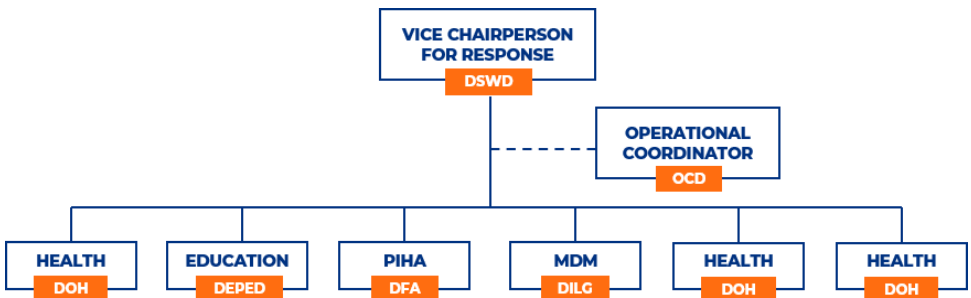 VICE CHAIRPERSON
FOR RESPONSE
DSWD
OPERATIONAL
COORDINATOR
OCD
HEALTH
DOH
EDUCATION
DEPED
PIHA
DFA
MDM
DILG
HEALTH
DOH
HEALTH
DOH